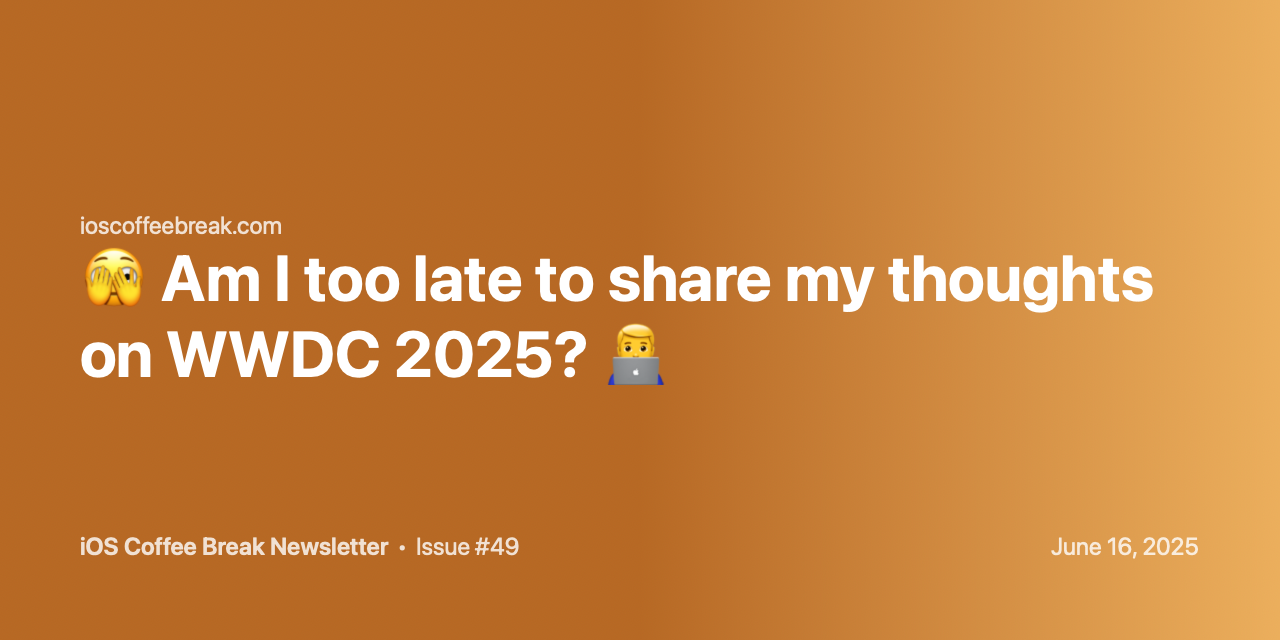 ioscoffeebreak.com
🫣 Am I too late to share my thoughts
on WWDC 2025? 👨‍💻
iOS Coffee Break Newsletter • Issue #49
June 16, 2025